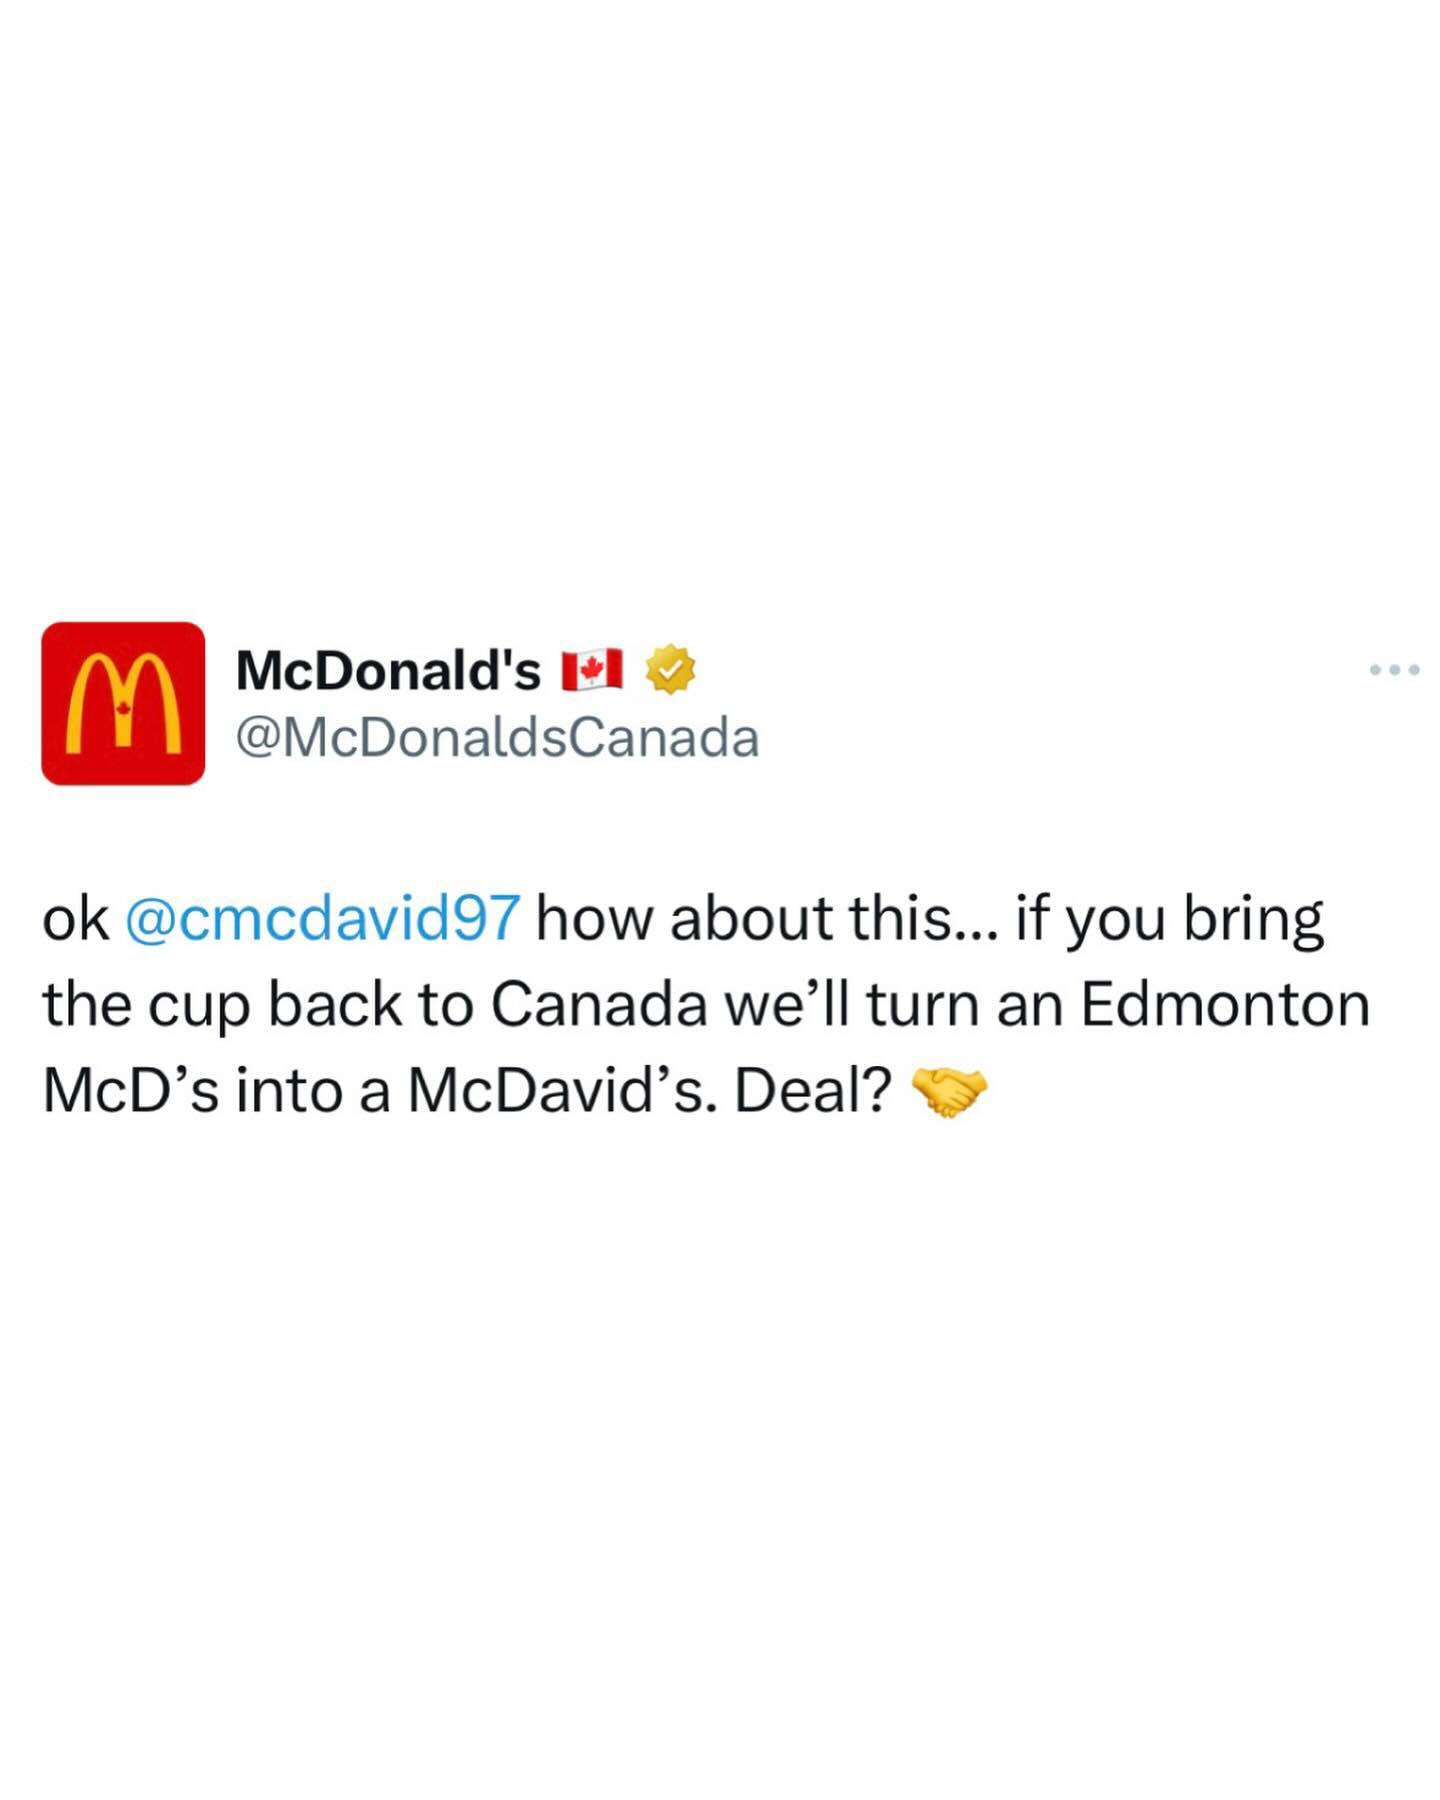 McDonald's 🇨🇦
@McDonaldsCanada
ok @cmcdavid97 how about this... if you bring
the cup back to Canada we’ll turn an Edmonton
McD’s into a McDavid’s. Deal? 🤝